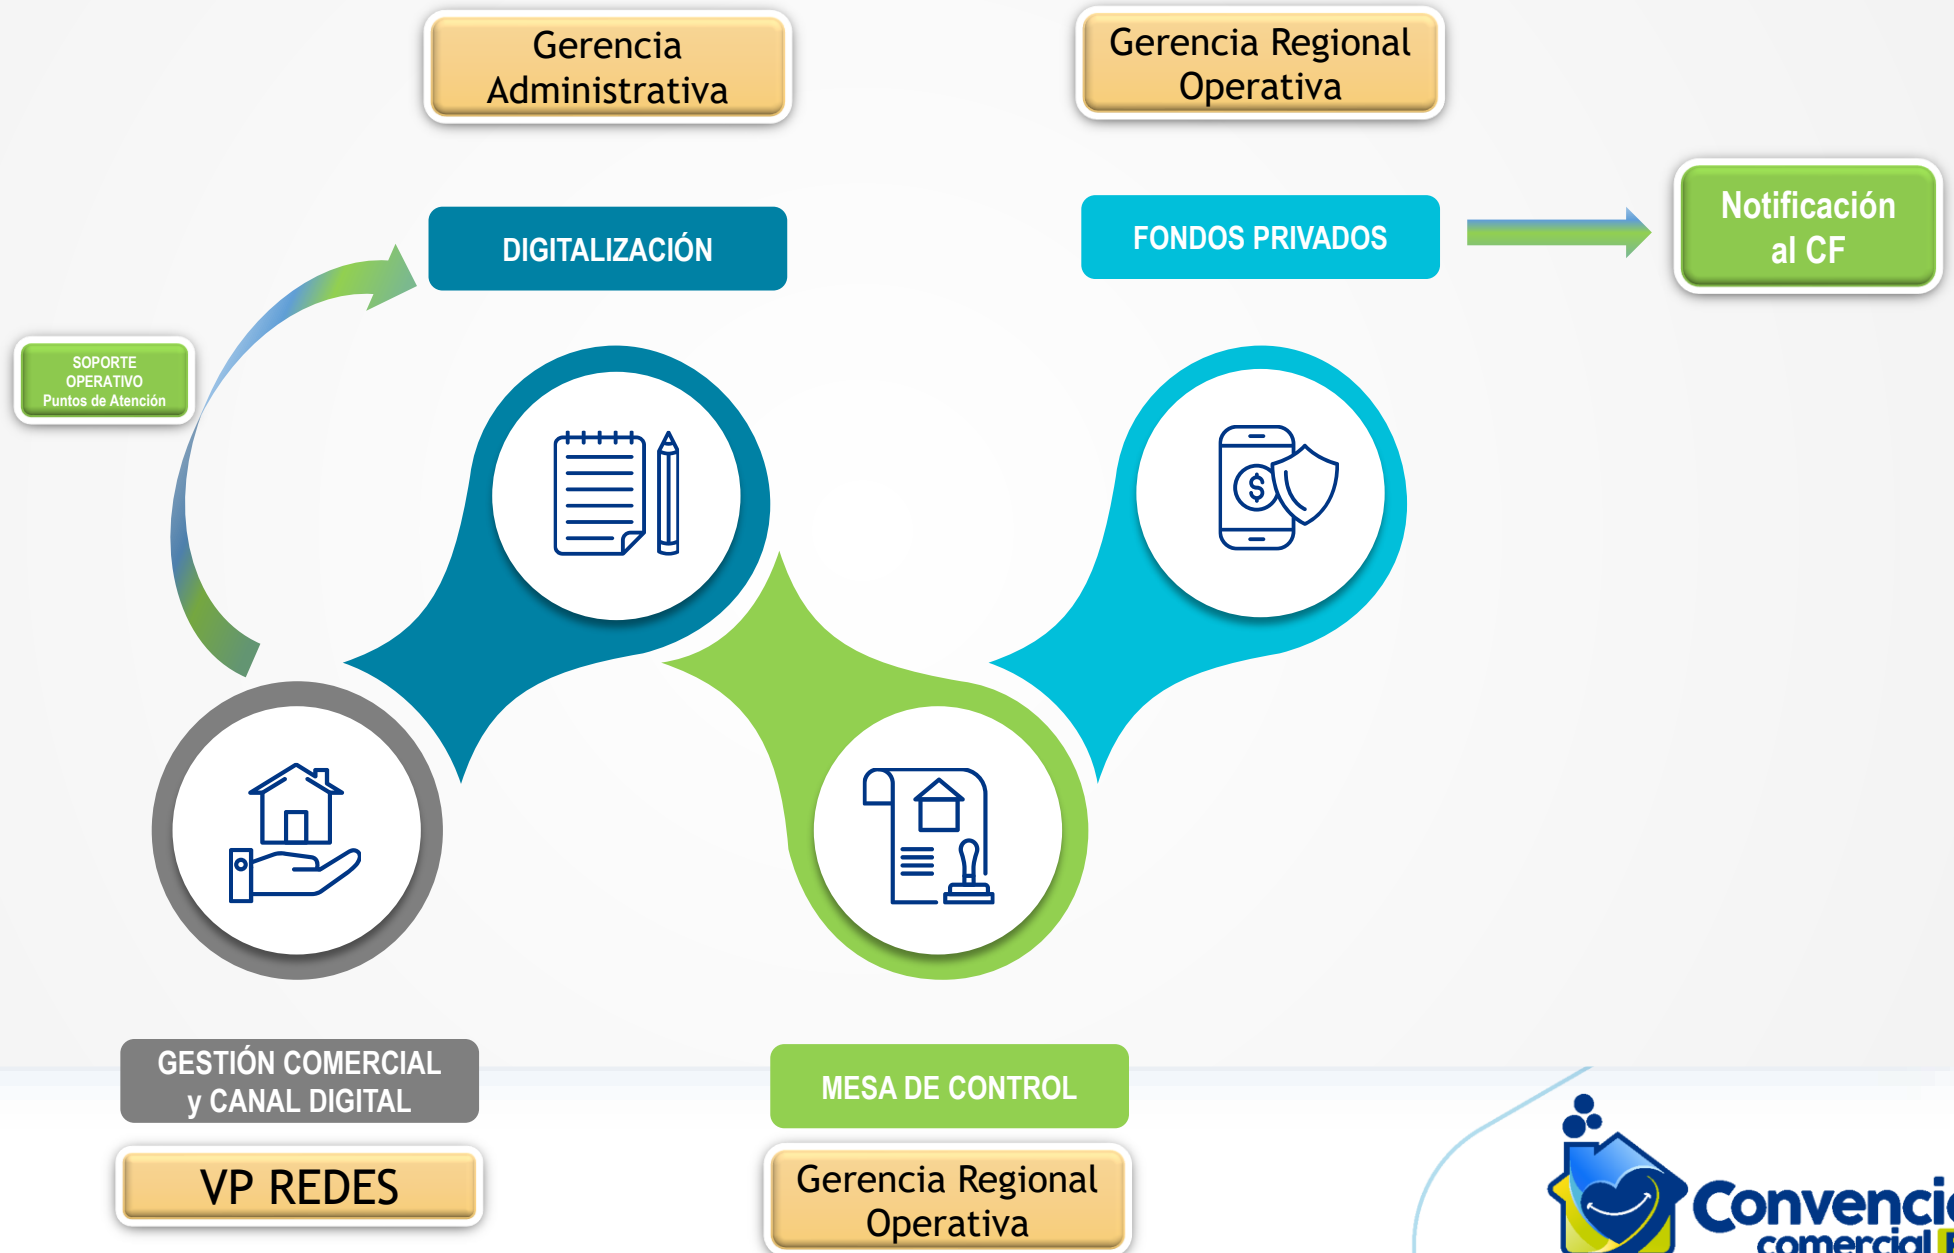 Gerencia
Administrativa
Gerencia Regional
Operativa
DIGITALIZACIÓN
FONDOS PRIVADOS
Notificación
al CF
SOPORTE
OPERATIVO
Puntos de Atención
$
GESTIÓN COMERCIAL
y CANAL DIGITAL
MESA DE CONTROL
VP REDES
Gerencia Regional
Operativa
comercial